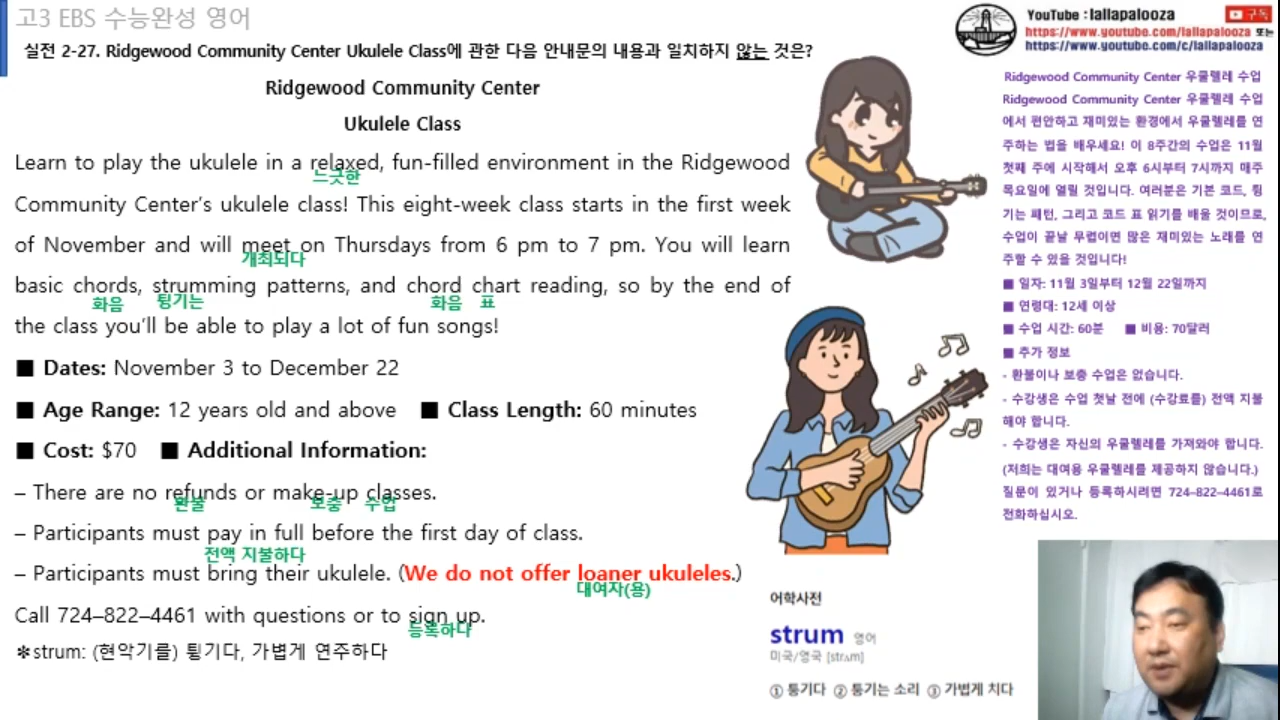 고3 EBS 수능완성 영어
실전 2-27. Ridgewood Community Center Ukulele Class에 관한 다음 안내문의 내용과 일치하지 않는 것은?
Ridgewood Community Center
Ukulele Class
Learn to play the ukulele in a relaxed, fun-filled environment in the Ridgewood
느긋한
Community Center's ukulele class! This eight-week class starts in the first week
of November and will meet on Thursdays from 6 pm to 7 pm. You will learn
개최되다
basic chords, strumming patterns, and chord chart reading, so by the end of
화음 튕기는 화음 표
the class you'll be able to play a lot of fun songs!
■ Dates: November 3 to December 22
■ Age Range: 12 years old and above ■ Class Length: 60 minutes
■ Cost: $70 ■ Additional Information:
– There are no refunds or make-up classes.
환불 보충 수업
– Participants must pay in full before the first day of class.
전액 지불하다
– Participants must bring their ukulele. (We do not offer loaner ukuleles.)
대여자(용)
Call 724–822–4461 with questions or to sign up.
등록하다
✻strum: (현악기를) 튕기다, 가볍게 연주하다
YouTube : lallapalooza
구독
https://www.youtube.com/lallapalooza 또는
https://www.youtube.com/c/lallapalooza
Ridgewood Community Center 우쿨렐레 수업
Ridgewood Community Center 우쿨렐레 수업
에서 편안하고 재미있는 환경에서 우쿨렐레를 연
주하는 법을 배우세요! 이 8주간의 수업은 11월
첫째 주에 시작해서 오후 6시부터 7시까지 매주
목요일에 열릴 것입니다. 여러분은 기본 코드, 튕
기는 패턴, 그리고 코드 표 읽기를 배울 것이므로,
수업이 끝날 무렵이면 많은 재미있는 노래를 연
주할 수 있을 것입니다!
■ 일자: 11월 3일부터 12월 22일까지
■ 연령대: 12세 이상
■ 수업 시간: 60분 ■ 비용: 70달러
■ 추가 정보
- 환불이나 보충 수업은 없습니다.
- 수강생은 수업 첫날 전에 (수강료를) 전액 지불
해야 합니다.
- 수강생은 자신의 우쿨렐레를 가져와야 합니다.
(저희는 대여용 우쿨렐레를 제공하지 않습니다.)
질문이 있거나 등록하시려면 724–822–4461로
전화하십시오.
어학사전
strum 영어
미국/영국 [strʌm]
① 퉁기다 ② 퉁기는 소리 ③ 가볍게 치다